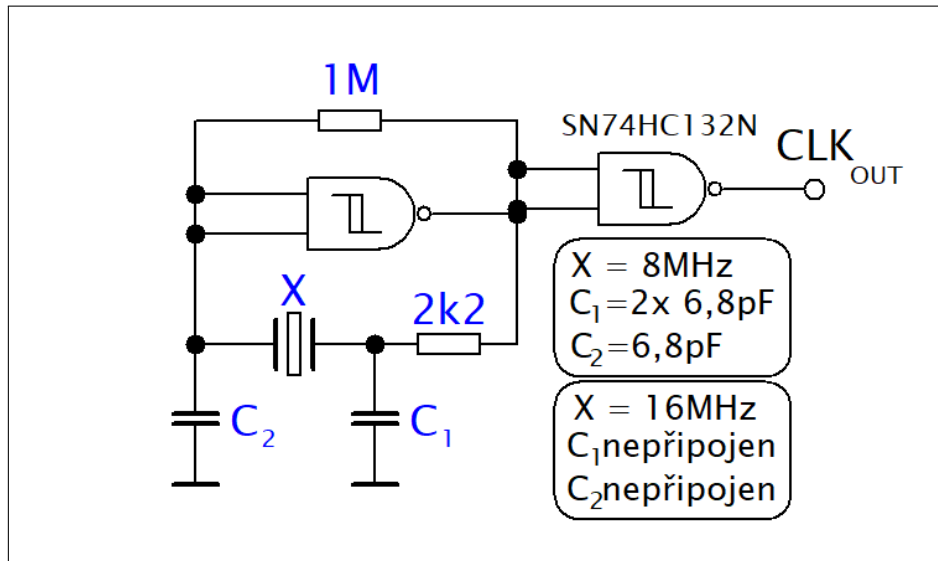 1M
SN74HC132N
CLK
OUT
X
2k2
C2
C1
X = 8MHz
C1=2x 6,8pF
C2=6,8pF
X = 16MHz
C1nepřipojen
C2nepřipojen